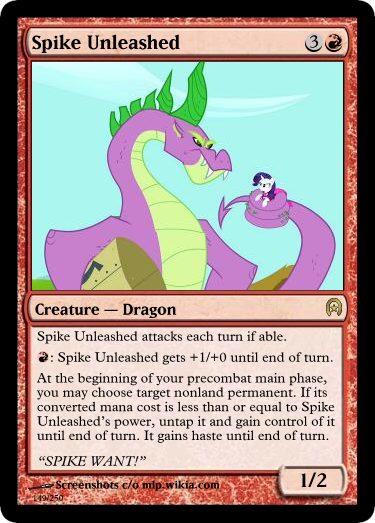 Spike Unleashed 3
Creature — Dragon
Spike Unleashed attacks each turn if able.
: Spike Unleashed gets +1/+0 until end of turn.
At the beginning of your precombat main phase,
you may choose target nonland permanent. If its
converted mana cost is less than or equal to Spike
Unleashed's power, untap it and gain control of it
until end of turn. It gains haste until end of turn.
“SPIKE WANT!”
Screenshots c/o mlp.wikia.com
1/2
149/250